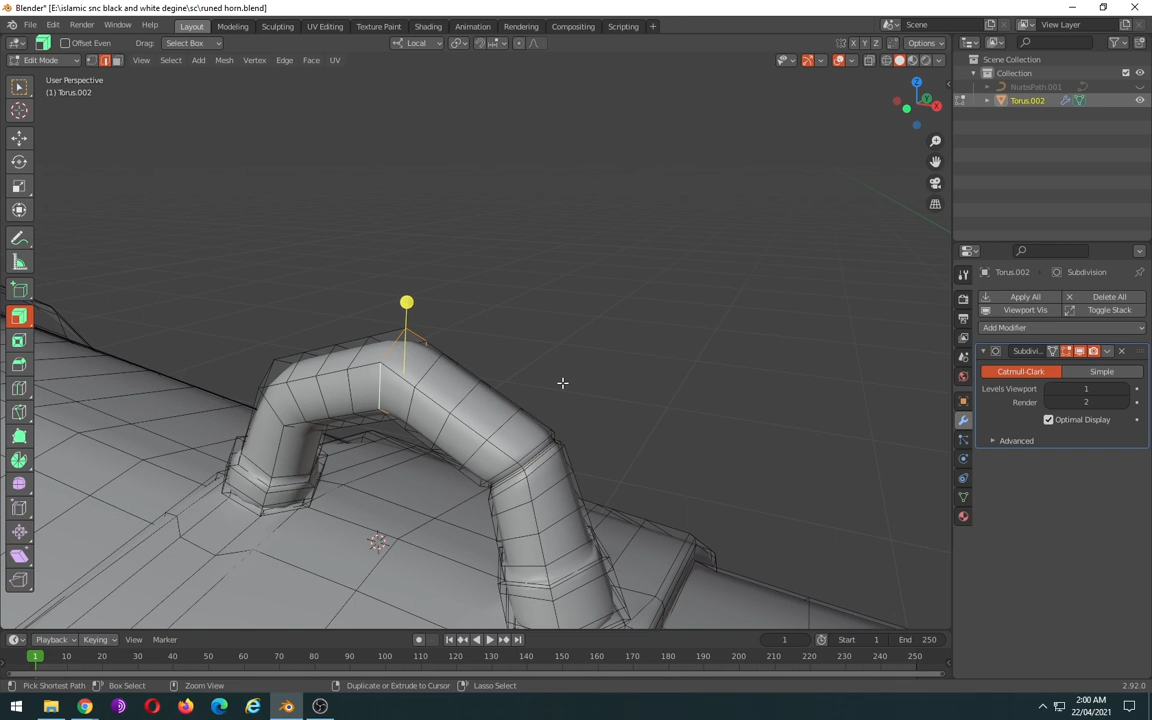 Blender* [E:\islamic snc black and white degine\sc\runed horn.blend]
File Edit Render Window Help Layout Modeling Sculpting UV Editing Texture Paint Shading Animation Rendering Compositing Scripting + Scene View Layer
Offset Even Drag: Select Box Local X Y Z Options
Edit Mode View Select Add Mesh Vertex Edge Face UV
User Perspective
(1) Torus.002
Scene Collection
Collection
NurbsPath.001
Torus.002
Z
Y
X
Torus.002 Subdivision
Apply All Delete All
Viewport Vis Toggle Stack
Add Modifier
Subdivi...
Catmull-Clark Simple
Levels Viewport 1
Render 2
Optimal Display
Advanced
Playback Keying View Marker 1 Start 1 End 250
1 10 20 30 40 50 60 70 80 90 100 110 120 130 140 150 160 170 180 190 200 210 220 230 240 250
Pick Shortest Path Box Select Zoom View Duplicate or Extrude to Cursor Lasso Select 2.92.0
2:00 AM
22/04/2021